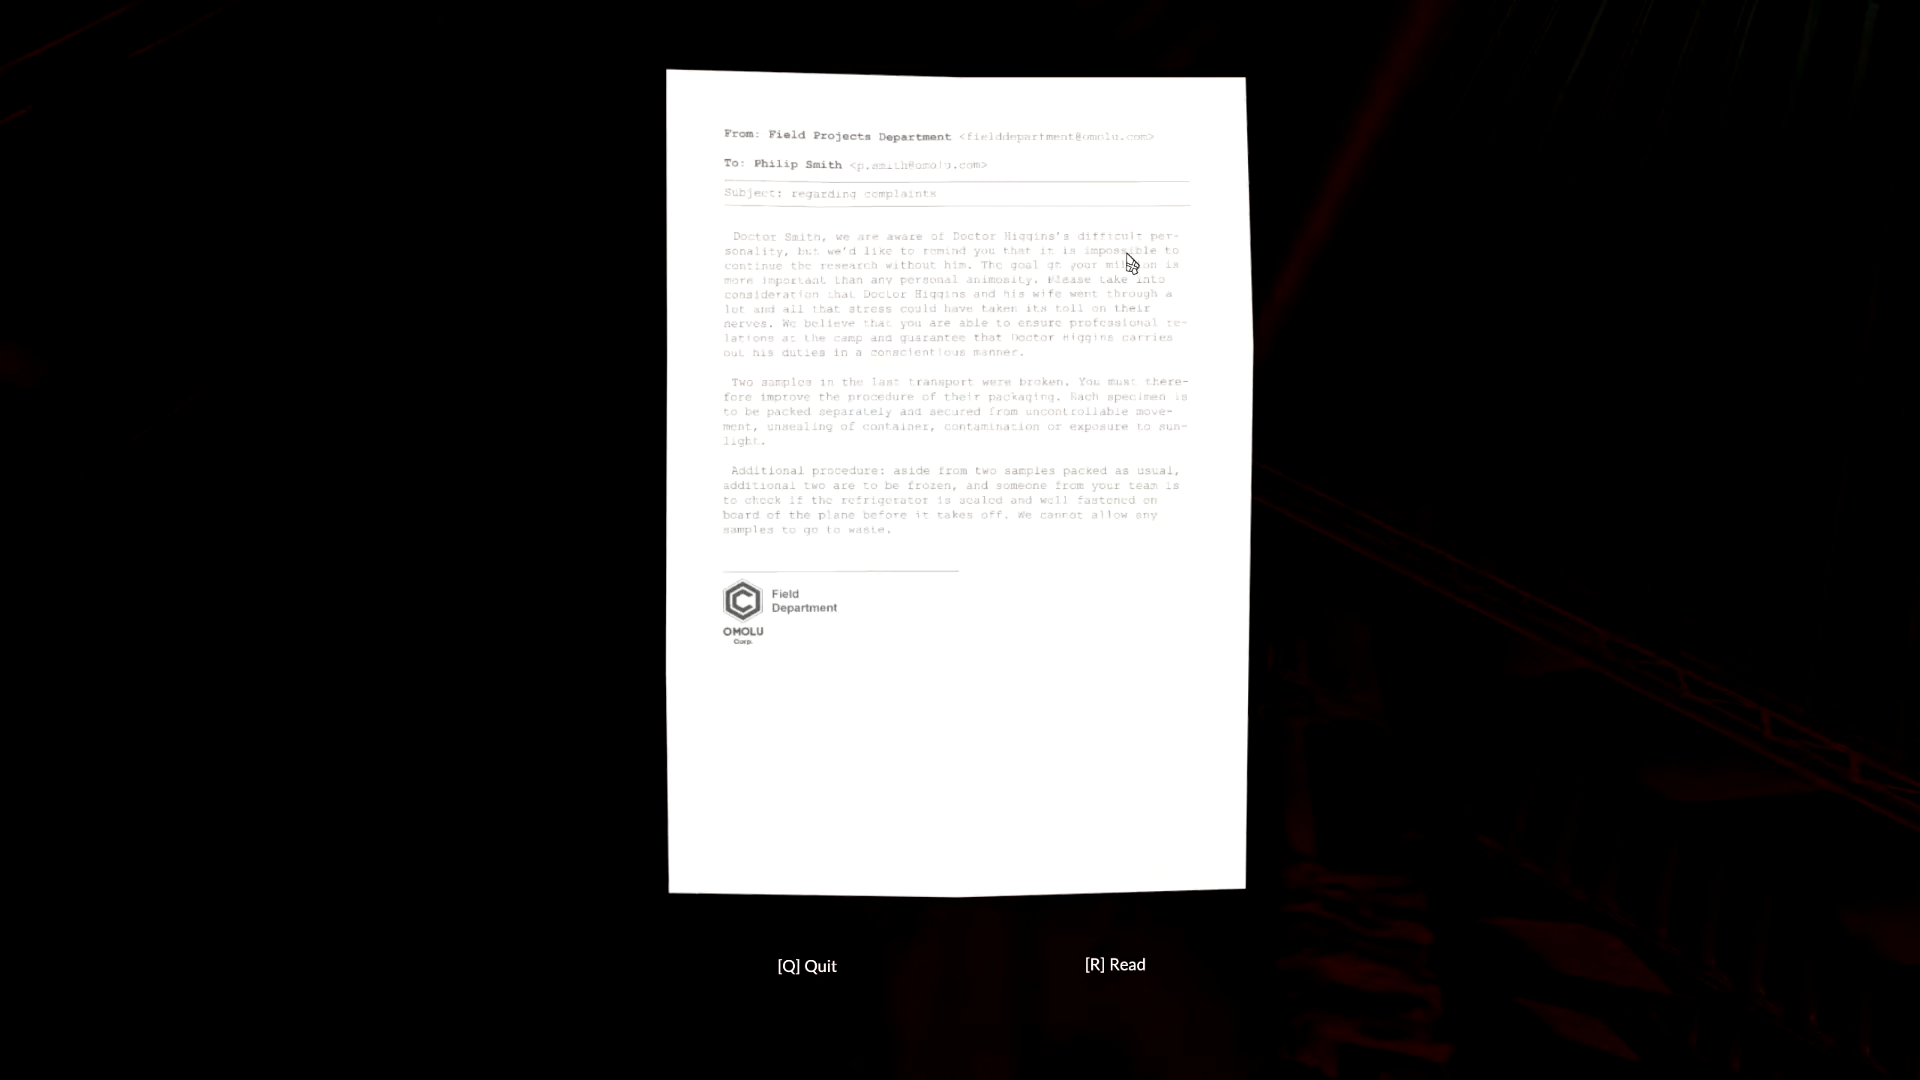 From: Field Projects Department <fielddepartment@omolu.com>
To: Philip Smith <p.smith@omolu.com>
Subject: regarding complaints
Doctor Smith, we are aware of Doctor Higgins's difficult per-
sonality, but we'd like to remind you that it is impossible to
continue the research without him. The goal of your mission is
more important than any personal animosity. Please take into
consideration that Doctor Higgins and his wife went through a
lot and all that stress could have taken its toll on their
nerves. We believe that you are able to ensure professional re-
lations at the camp and guarantee that Doctor Higgins carries
out his duties in a conscientious manner.
Two samples in the last transport were broken. You must there-
fore improve the procedure of their packaging. Each specimen is
to be packed separately and secured from uncontrollable move-
ment, unsealing of container, contamination or exposure to sun-
light.
Additional procedure: aside from two samples packed as usual,
additional two are to be frozen, and someone from your team is
to check if the refrigerator is sealed and well fastened on
board of the plane before it takes off. We cannot allow any
samples to go to waste.
Field
Department
OMOLU
Corp.
[Q] Quit
[R] Read